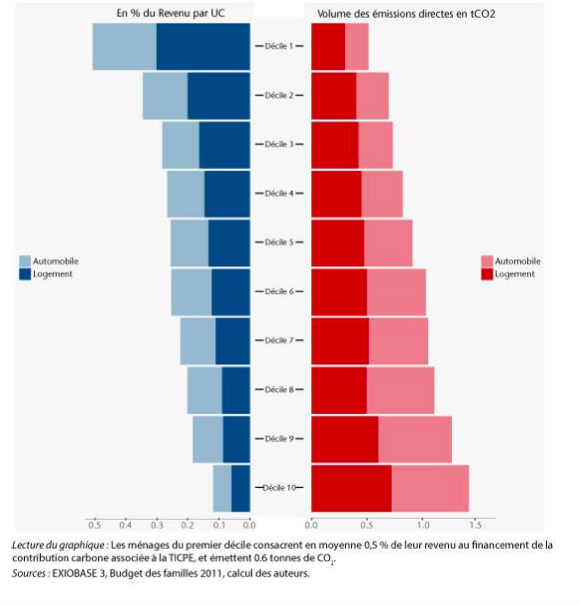 En % du Revenu par UC
Volume des émissions directes en tCO2
Décile 1
Décile 2
Décile 3
Décile 4
Décile 5
Décile 6
Décile 7
Décile 8
Décile 9
Décile 10
Automobile
Logement
Automobile
Logement
0.5 0.4 0.3 0.2 0.1 0.0
0.0 0.5 1.0 1.5
Lecture du graphique : Les ménages du premier décile consacrent en moyenne 0,5 % de leur revenu au financement de la
contribution carbone associée à la TICPE, et émettent 0.6 tonnes de CO2.
Sources : EXIOBASE 3, Budget des familles 2011, calcul des auteurs.